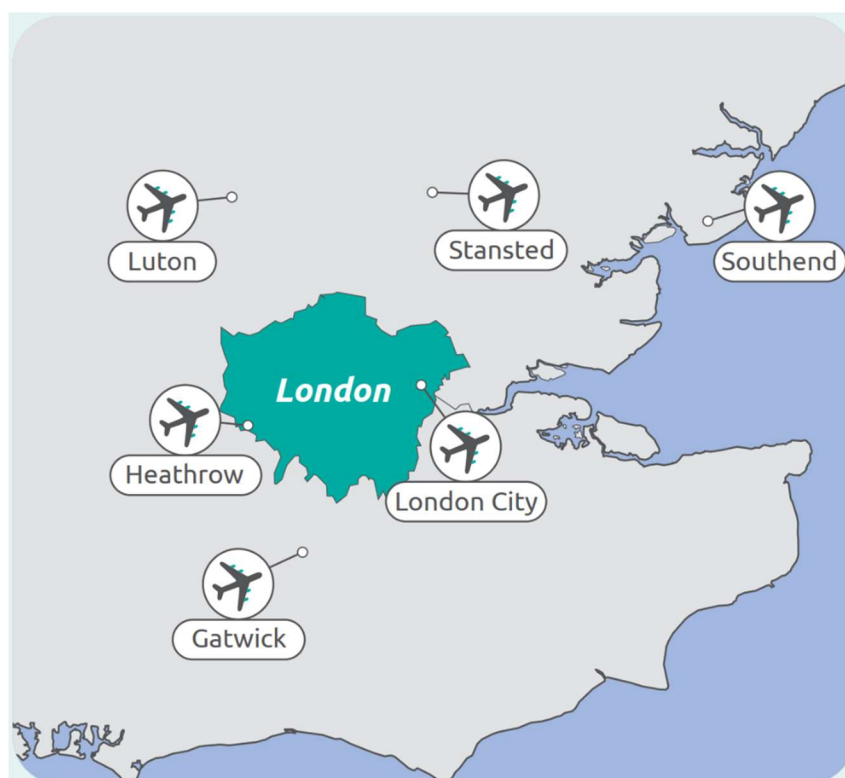 Luton
Stansted
Southend
London
Heathrow
London City
Gatwick